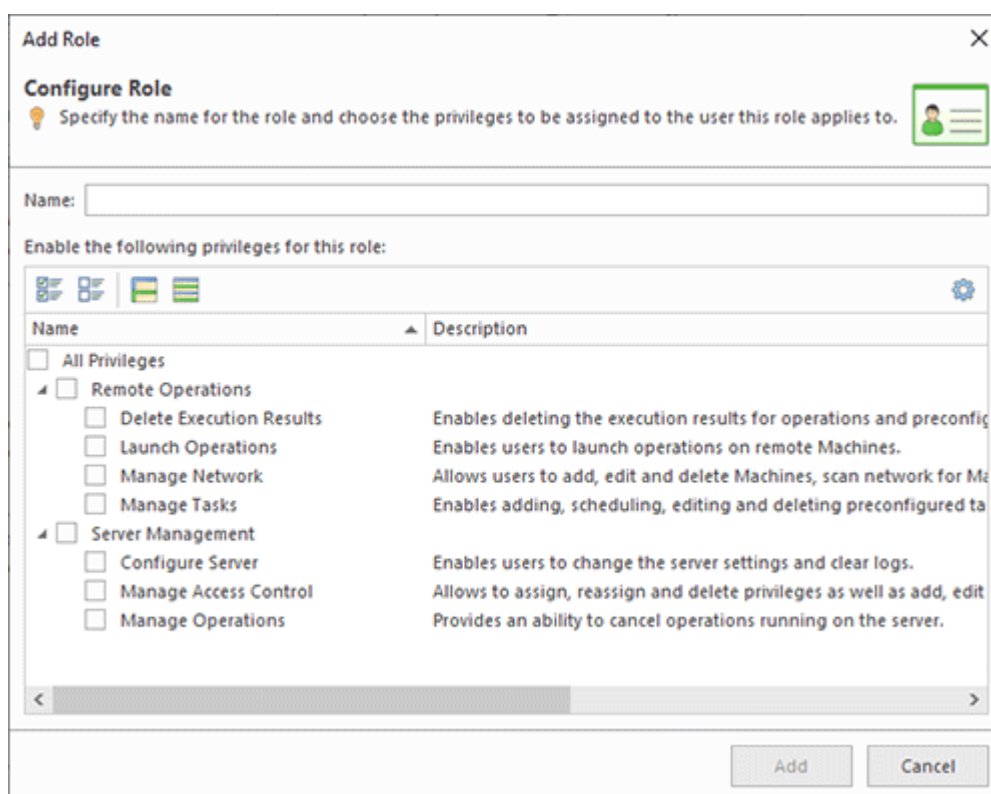 Add Role
Configure Role
Specify the name for the role and choose the privileges to be assigned to the user this role applies to.
Name:
Enable the following privileges for this role:
Name Description
All Privileges
Remote Operations
Delete Execution Results Enables deleting the execution results for operations and preconfig
Launch Operations Enables users to launch operations on remote Machines.
Manage Network Allows users to add, edit and delete Machines, scan network for Ma
Manage Tasks Enables adding, scheduling, editing and deleting preconfigured ta
Server Management
Configure Server Enables users to change the server settings and clear logs.
Manage Access Control Allows to assign, reassign and delete privileges as well as add, edit
Manage Operations Provides an ability to cancel operations running on the server.
Add Cancel